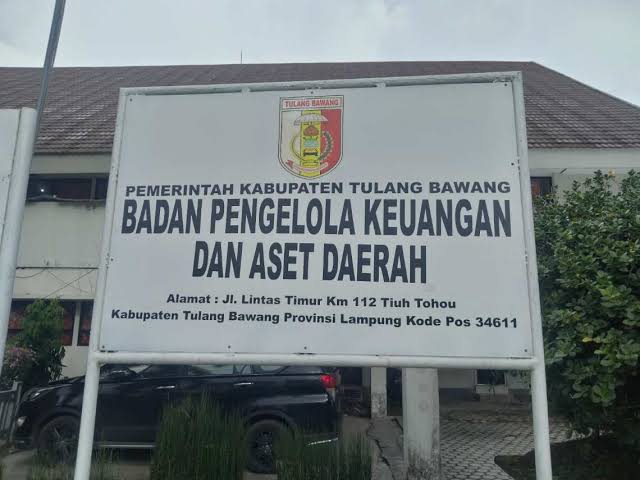 TULANG BAWANG
PEMERINTAH KABUPATEN TULANG BAWANG
BADAN PENGELOLA KEUANGAN
DAN ASET DAERAH
Alamat : Jl. Lintas Timur Km 112 Tiuh Tohou
Kabupaten Tulang Bawang Provinsi Lampung Kode Pos 34611